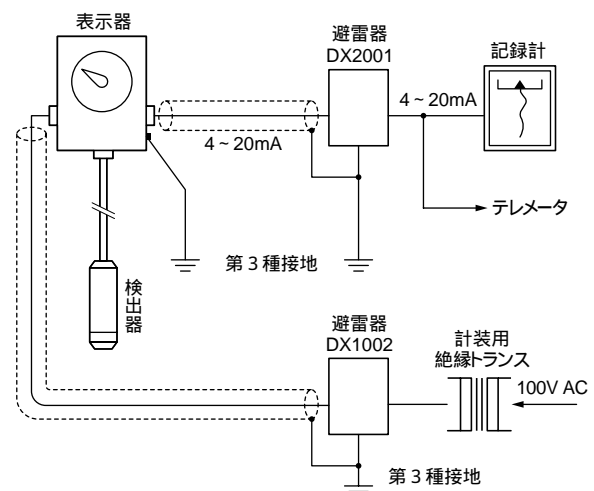 表示器
避雷器
DX2001
記録計
4~20mA
4~20mA
テレメータ
第3種接地
検出器
避雷器
DX1002
計装用
絶縁トランス
100V AC
第3種接地